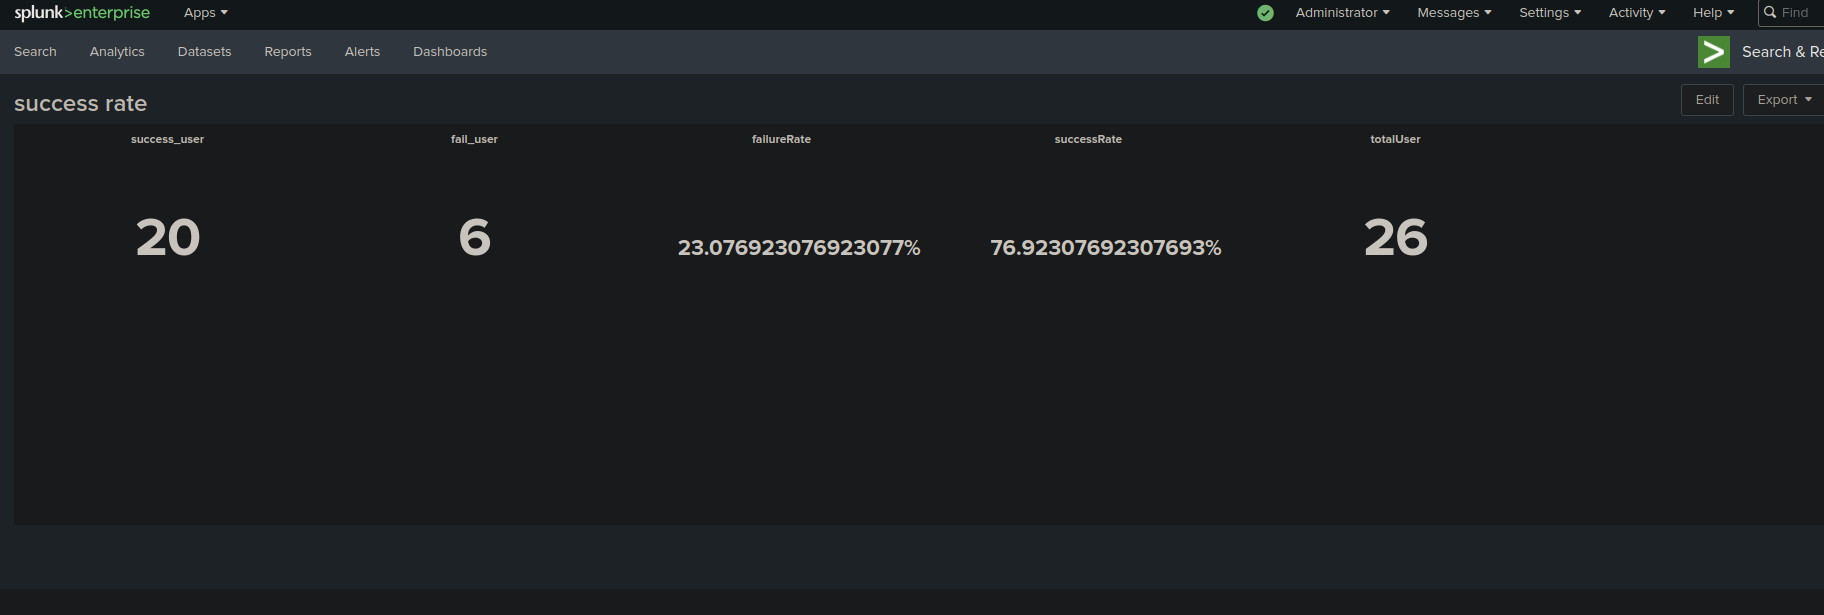 splunk>enterprise Apps Administrator Messages Settings Activity Help Find
Search Analytics Datasets Reports Alerts Dashboards Search & Re
success rate Edit Export
success_user fail_user failureRate successRate totalUser
20 6 23.076923076923077% 76.92307692307693% 26